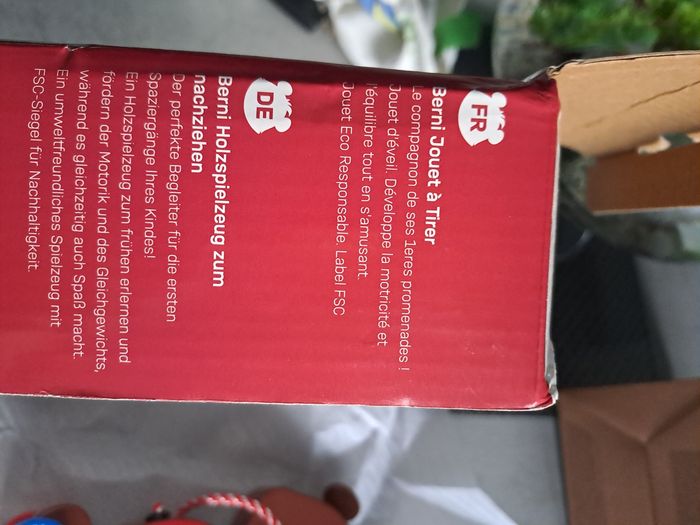 FR
Berni Jouet à Tirer
Le compagnon de ses 1eres promenades !
Jouet d'éveil. Développe la motricité et
l'équilibre tout en s'amusant.
Jouet Eco Responsable. Label FSC
DE
Berni Holzspielzeug zum
nachziehen
Der perfekte Begleiter für die ersten
Spaziergänge Ihres Kindes!
Ein Holzspielzeug zum frühen erlernen und
fördern der Motorik und des Gleichgewichts,
während es gleichzeitig auch Spaß macht.
Ein umweltfreundliches Spielzeug mit
FSC-Siegel für Nachhaltigkeit.